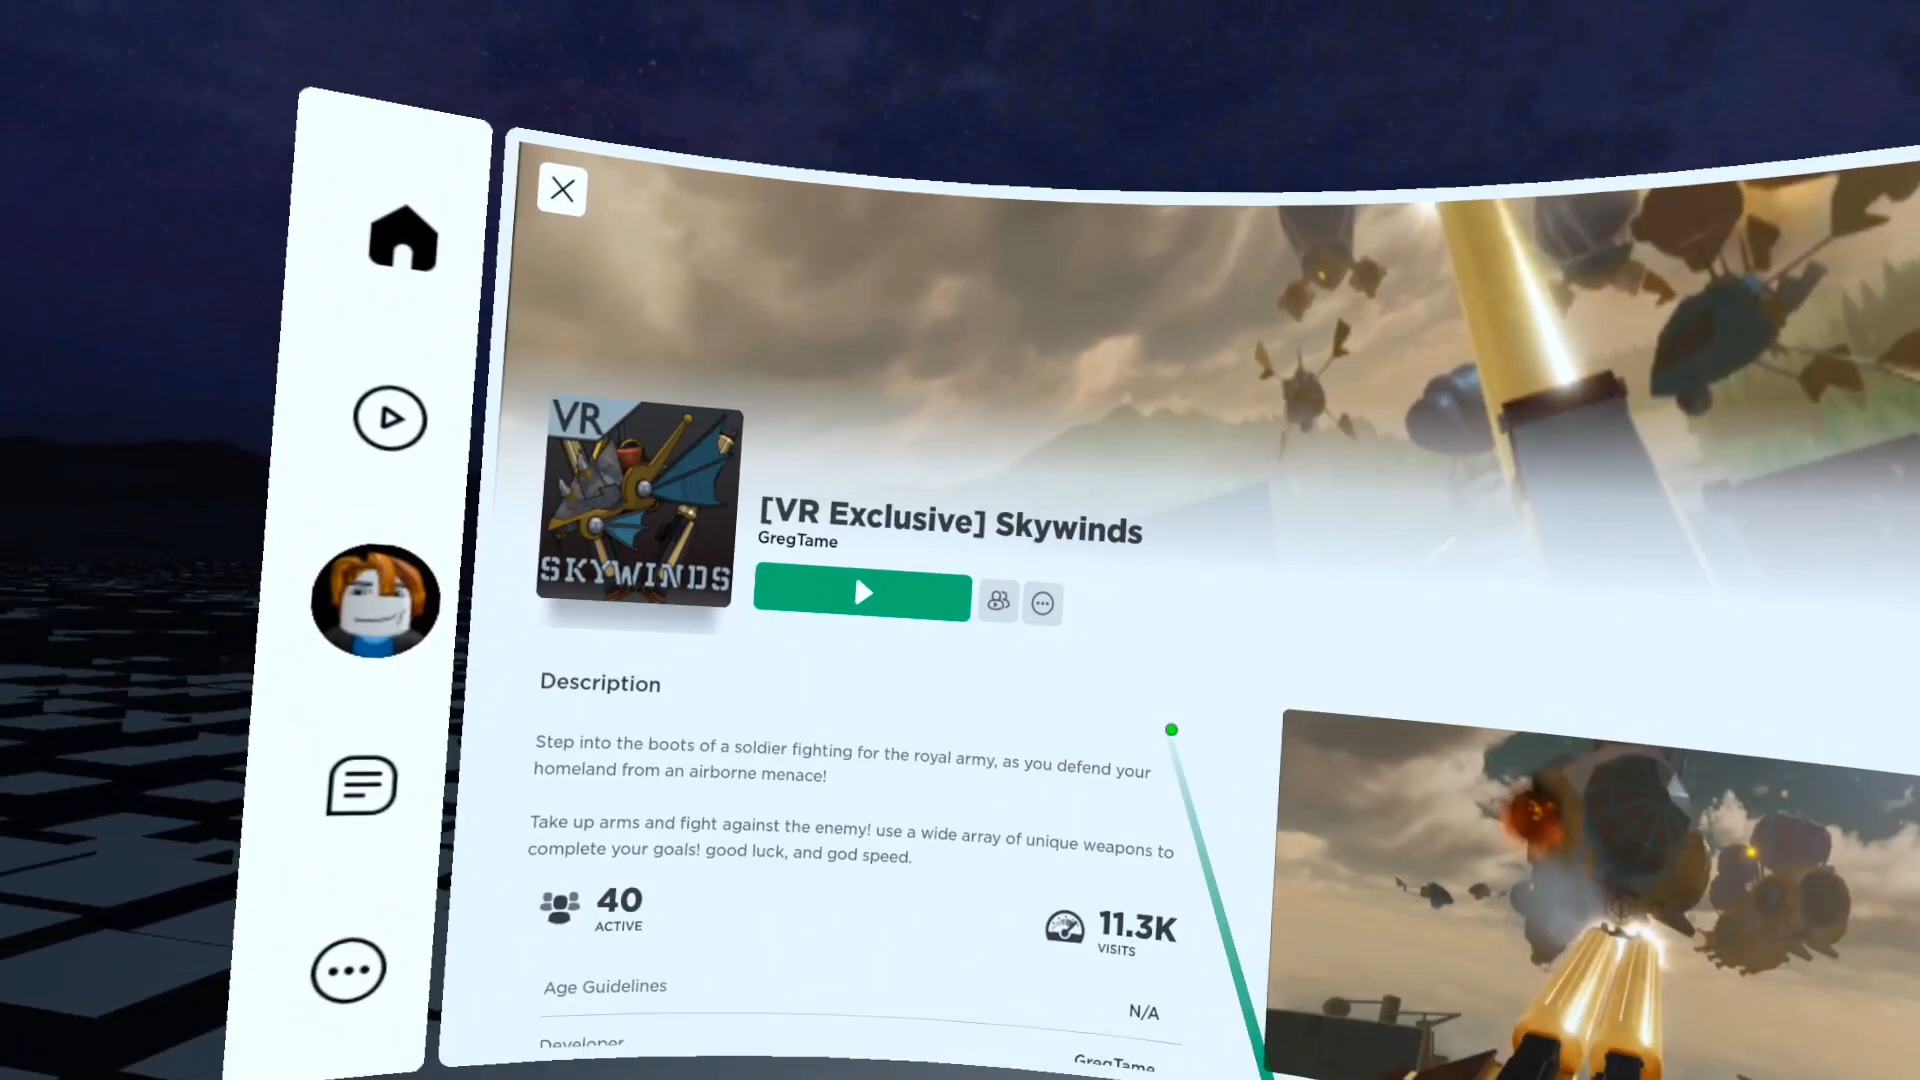 VR
SKYWINDS
[VR Exclusive] Skywinds
GregTame
Description
Step into the boots of a soldier fighting for the royal army, as you defend your
homeland from an airborne menace!
Take up arms and fight against the enemy! use a wide array of unique weapons to
complete your goals! good luck, and god speed.
40
ACTIVE
11.3K
VISITS
Age Guidelines
N/A
Developer
GregTame